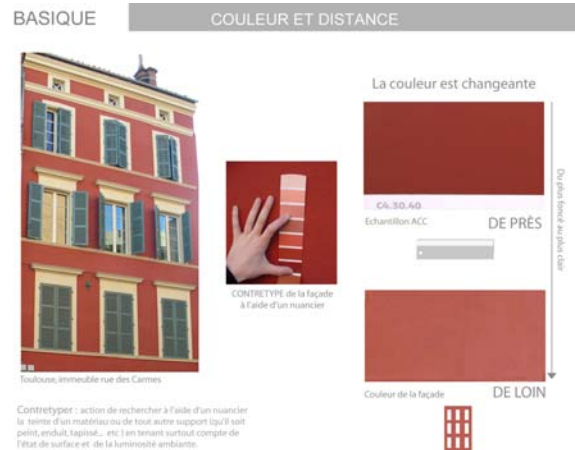 BASIQUE
COULEUR ET DISTANCE
La couleur est changeante
C4.30.40
Echantillon ACC
DE PRÈS
Du plus foncé au plus clair
CONTRETYPE de la façade
à l'aide d'un nuancier
Toulouse, immeuble rue des Carmes
Couleur de la façade
DE LOIN
Contretyper : action de rechercher à l'aide d'un nuancier
la teinte d'un matériau ou de tout autre support (qu'il soit
peint, enduit, tapissé... etc ) en tenant surtout compte de
l'état de surface et de la luminosité ambiante.